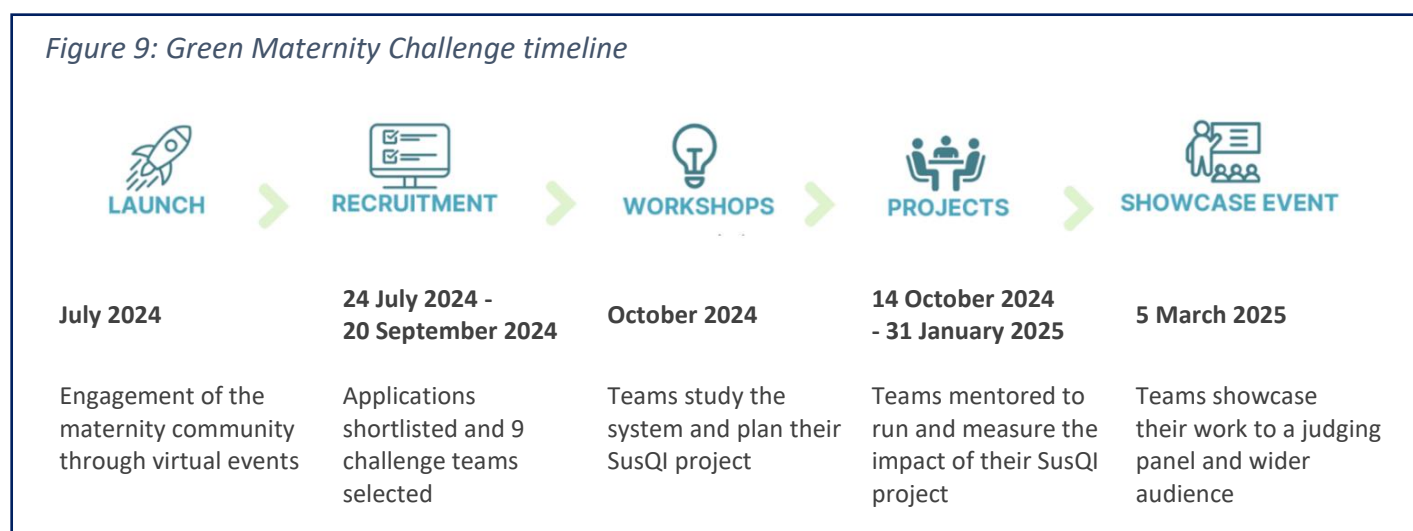 Figure 9: Green Maternity Challenge timeline
LAUNCH
RECRUITMENT
WORKSHOPS
PROJECTS
SHOWCASE EVENT
July 2024
24 July 2024 -
20 September 2024
October 2024
14 October 2024
- 31 January 2025
5 March 2025
Engagement of the
maternity community
through virtual events
Applications
shortlisted and 9
challenge teams
selected
Teams study the
system and plan their
SusQI project
Teams mentored to
run and measure the
impact of their SusQI
project
Teams showcase
their work to a judging
panel and wider
audience